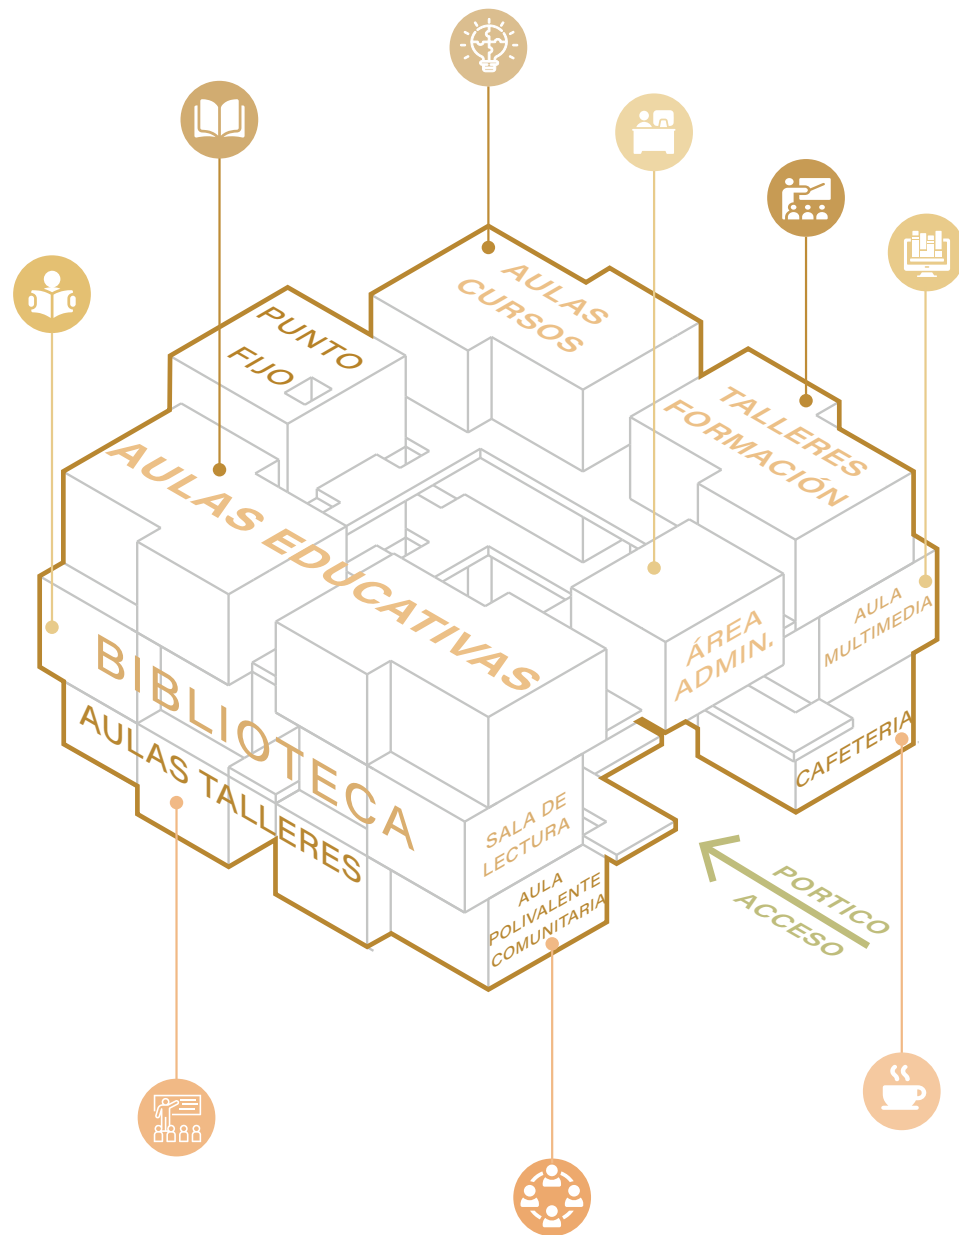 AULAS
CURSOS
PUNTO
FIJO
TALLERES
FORMACIÓN
AULAS EDUCATIVAS
AULA
MULTIMEDIA
ÁREA
ADMIN.
BIBLIOTECA
AULAS TALLERES
CAFETERIA
SALA DE
LECTURA
AULA
POLIVALENTE
COMUNITARIA
PORTICO
ACCESO